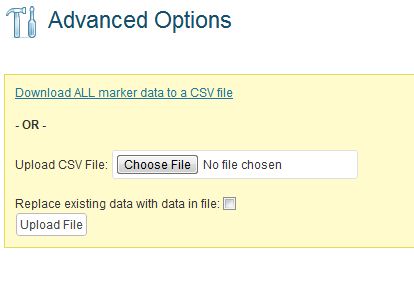 Advanced Options
Download ALL marker data to a CSV file
- OR -
Upload CSV File: Choose File No file chosen
Replace existing data with data in file:
Upload File